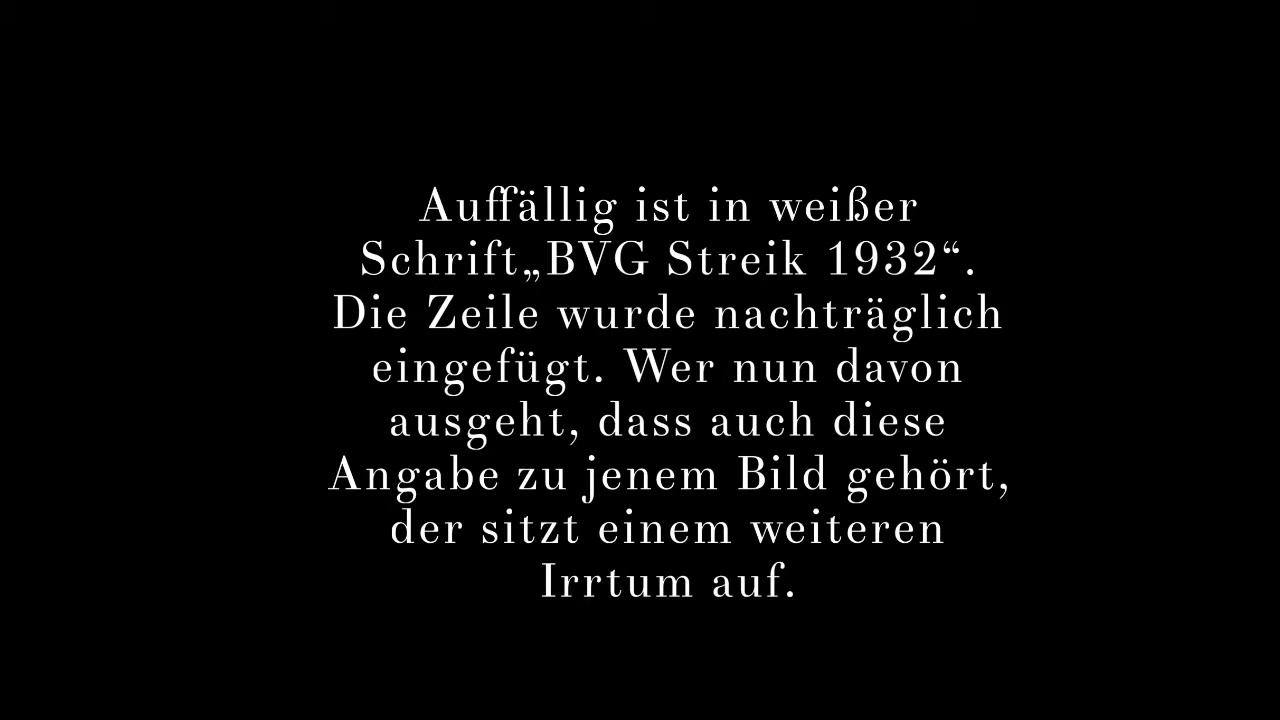 Auffällig ist in weißer
Schrift„BVG Streik 1932“.
Die Zeile wurde nachträglich
eingefügt. Wer nun davon
ausgeht, dass auch diese
Angabe zu jenem Bild gehört,
der sitzt einem weiteren
Irrtum auf.